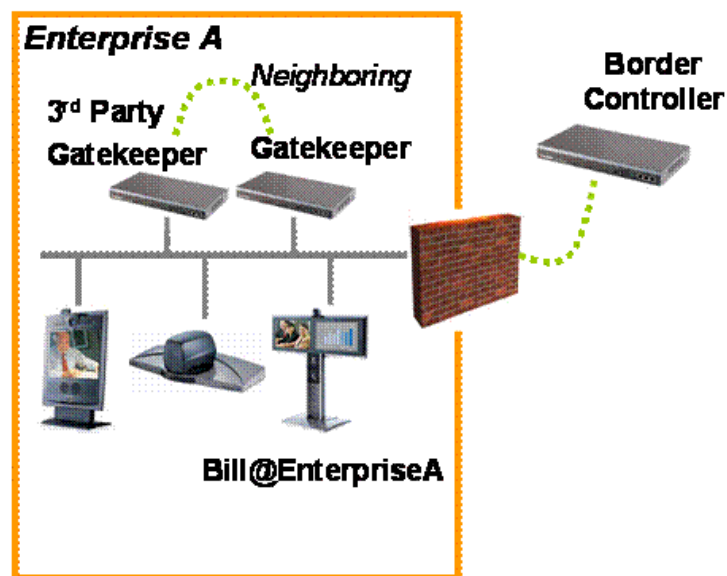 Enterprise A
Neighboring
3rd Party
Gatekeeper
Gatekeeper
Border
Controller
Bill@EnterpriseA